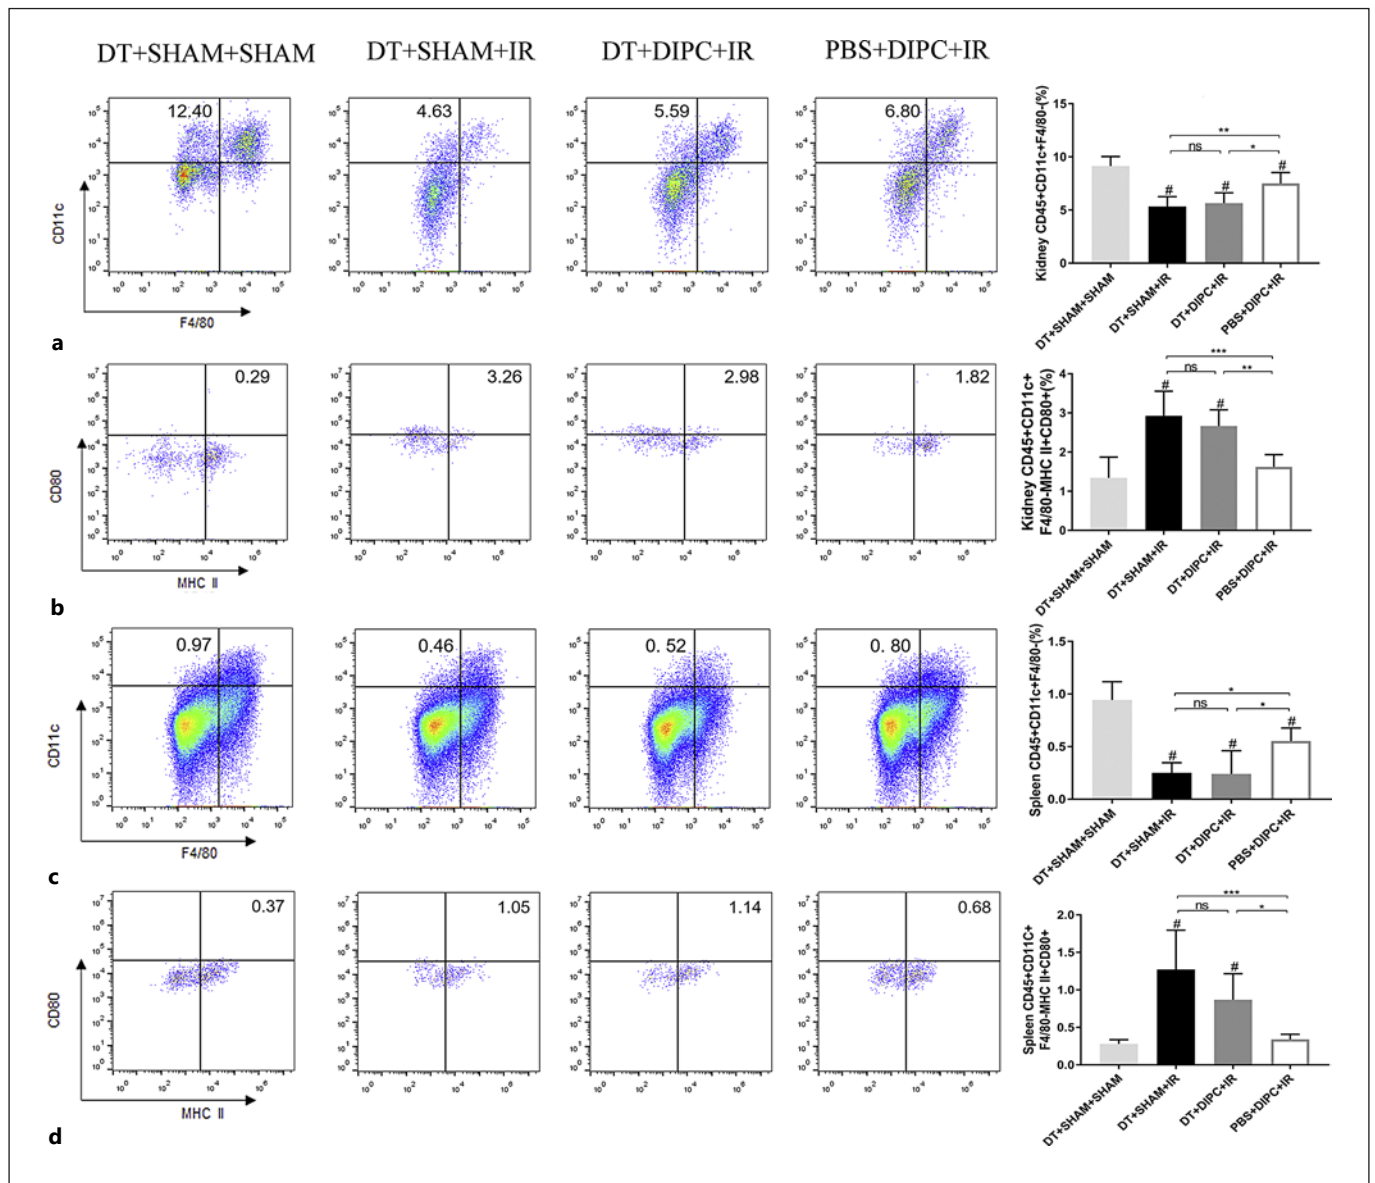 DT+SHAM+SHAM DT+SHAM+IR DT+DIPC+IR PBS+DIPC+IR
12.40 4.63 5.59 6.80
CD11c
F4/80
Kidney CD45+CD11c+F4/80-(%)
15
10
5
0
**
ns *
# # #
DT+SHAM+SHAM DT+SHAM+IR DT+DIPC+IR PBS+DIPC+IR
a
0.29 3.26 2.98 1.82
CD80
MHC II
Kidney CD45+CD11c+
F4/80-MHC II+CD80+(%)
4
3
2
1
0
***
ns **
# #
DT+SHAM+SHAM DT+SHAM+IR DT+DIPC+IR PBS+DIPC+IR
b
0.97 0.46 0. 52 0. 80
CD11c
F4/80
Spleen CD45+CD11c+F4/80-(%)
1.5
1.0
0.5
0.0
*
ns *
# # #
DT+SHAM+SHAM DT+SHAM+IR DT+DIPC+IR PBS+DIPC+IR
c
0.37 1.05 1.14 0.68
CD80
MHC II
Spleen CD45+CD11C+
F4/80-MHC II+CD80+
2.0
1.5
1.0
0.5
0.0
***
ns *
# #
DT+SHAM+SHAM DT+SHAM+IR DT+DIPC+IR PBS+DIPC+IR
d